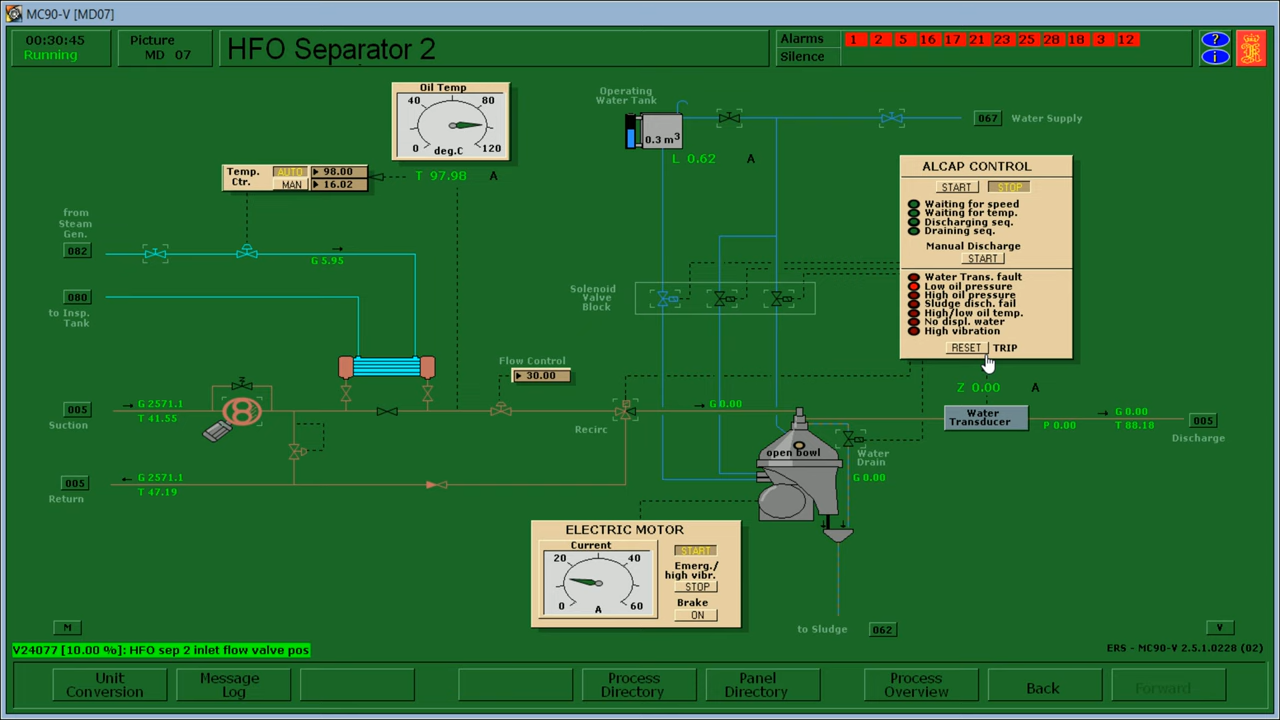 MC90-V [MD07]
00:30:45
Running
Picture
MD 07
HFO Separator 2
Alarms
1 2 5 16 17 21 23 25 28 18 3 12
Silence
?
i
Oil Temp
40 80
0 120
deg.C
T 97.98 A
Temp.
Ctr.
AUTO 98.00
MAN 16.02
Operating
Water Tank
0.3 m³
L 0.62 A
067 Water Supply
ALCAP CONTROL
START STOP
Waiting for speed
Waiting for temp.
Discharging seq.
Draining seq.
Manual Discharge
START
Water Trans. fault
Low oil pressure
High oil pressure
Sludge disch. fail
High/low oil temp.
No displ. water
High vibration
RESET TRIP
from
Steam
Gen.
082
G 5.95
080
to Insp.
Tank
Solenoid
Valve
Block
Flow Control
30.00
Z 0.00 A
005
Suction
G 2571.1
T 41.55
Recirc
G 0.00
Water
Transducer
P 0.00
G 0.00
T 88.18
005
Discharge
open bowl
Water
Drain
G 0.00
005
Return
G 2571.1
T 47.19
ELECTRIC MOTOR
Current
20 40
0 60
A
START
Emerg./
high vibr.
STOP
Brake
ON
to Sludge 062
M
V
V24077 [10.00 %]: HFO sep 2 inlet flow valve pos
ERS - MC90-V 2.5.1.0228 (02)
Unit
Conversion
Message
Log
Process
Directory
Panel
Directory
Process
Overview
Back
Forward